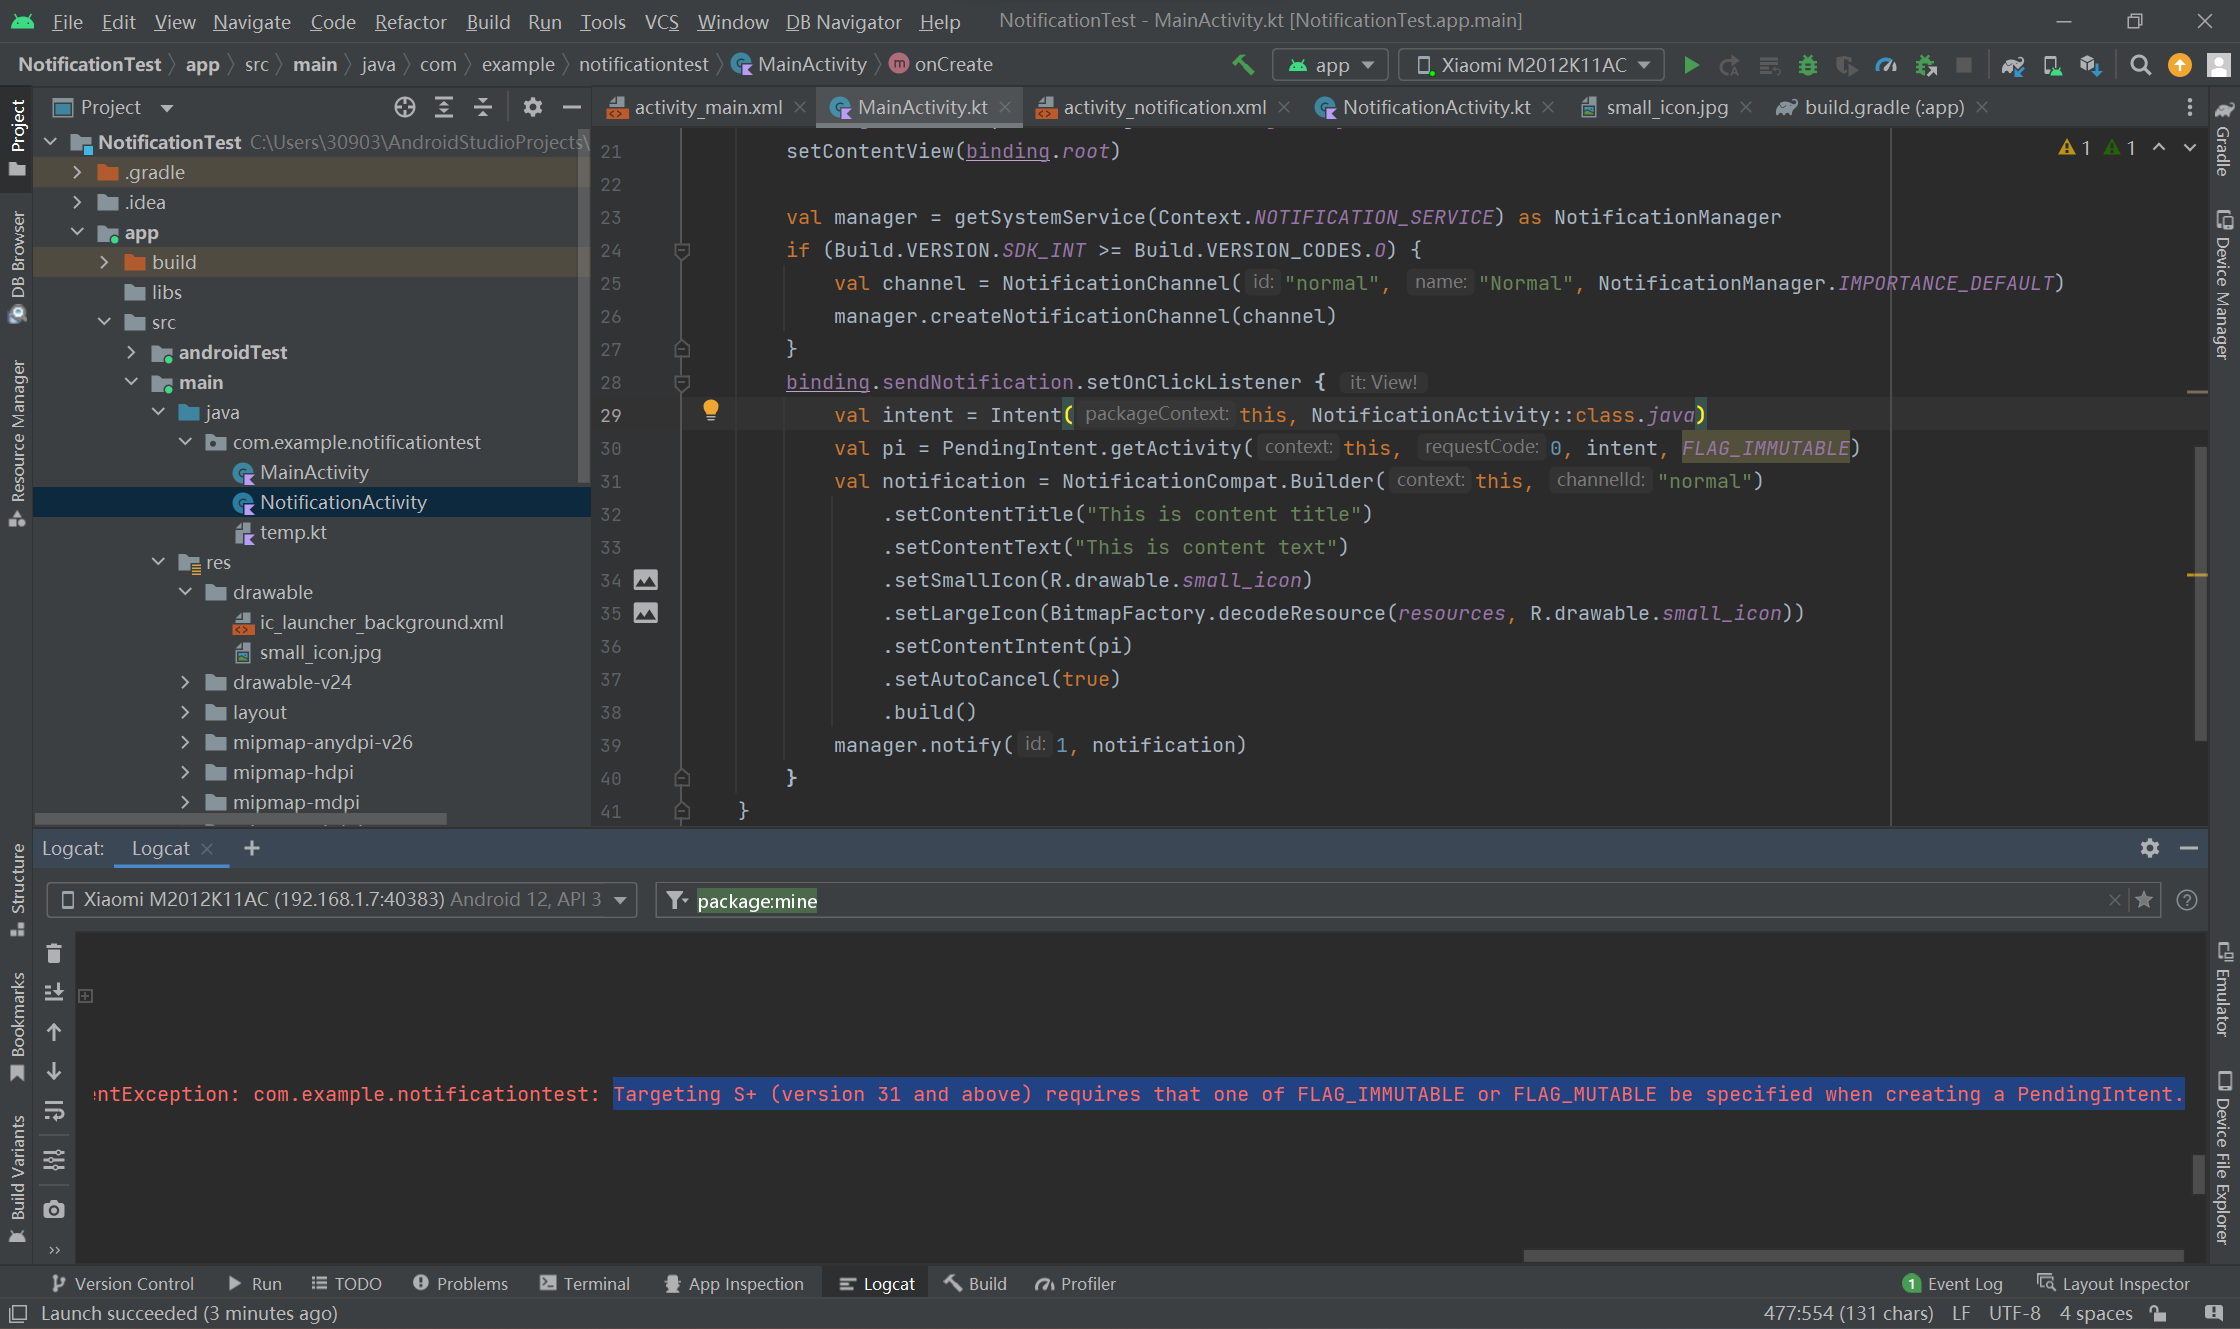 File Edit View Navigate Code Refactor Build Run Tools VCS Window DB Navigator Help NotificationTest - MainActivity.kt [NotificationTest.app.main]
NotificationTest app src main java com example notificationtest MainActivity onCreate app Xiaomi M2012K11AC
Project
activity_main.xml MainActivity.kt activity_notification.xml NotificationActivity.kt small_icon.jpg build.gradle (:app)
NotificationTest C:\Users\30903\AndroidStudioProjects\
.gradle
.idea
app
build
libs
src
androidTest
main
java
com.example.notificationtest
MainActivity
NotificationActivity
temp.kt
res
drawable
ic_launcher_background.xml
small_icon.jpg
drawable-v24
layout
mipmap-anydpi-v26
mipmap-hdpi
mipmap-mdpi
21 setContentView(binding.root)
1 1
22
23 val manager = getSystemService(Context.NOTIFICATION_SERVICE) as NotificationManager
24 if (Build.VERSION.SDK_INT >= Build.VERSION_CODES.O) {
25 val channel = NotificationChannel( id: "normal", name: "Normal", NotificationManager.IMPORTANCE_DEFAULT)
26 manager.createNotificationChannel(channel)
27 }
28 binding.sendNotification.setOnClickListener { it: View!
29 val intent = Intent( packageContext: this, NotificationActivity::class.java)
30 val pi = PendingIntent.getActivity( context: this, requestCode: 0, intent, FLAG_IMMUTABLE)
31 val notification = NotificationCompat.Builder( context: this, channelId: "normal")
32 .setContentTitle("This is content title")
33 .setContentText("This is content text")
34 .setSmallIcon(R.drawable.small_icon)
35 .setLargeIcon(BitmapFactory.decodeResource(resources, R.drawable.small_icon))
36 .setContentIntent(pi)
37 .setAutoCancel(true)
38 .build()
39 manager.notify( id: 1, notification)
40 }
41 }
Project
DB Browser
Resource Manager
Structure
Bookmarks
Build Variants
Gradle
Device Manager
Emulator
Device File Explorer
Logcat: Logcat
Xiaomi M2012K11AC (192.168.1.7:40383) Android 12, API 3 package:mine
entException: com.example.notificationtest: Targeting S+ (version 31 and above) requires that one of FLAG_IMMUTABLE or FLAG_MUTABLE be specified when creating a PendingIntent.
Version Control Run TODO Problems Terminal App Inspection Logcat Build Profiler 1 Event Log Layout Inspector
Launch succeeded (3 minutes ago) 477:554 (131 chars) LF UTF-8 4 spaces